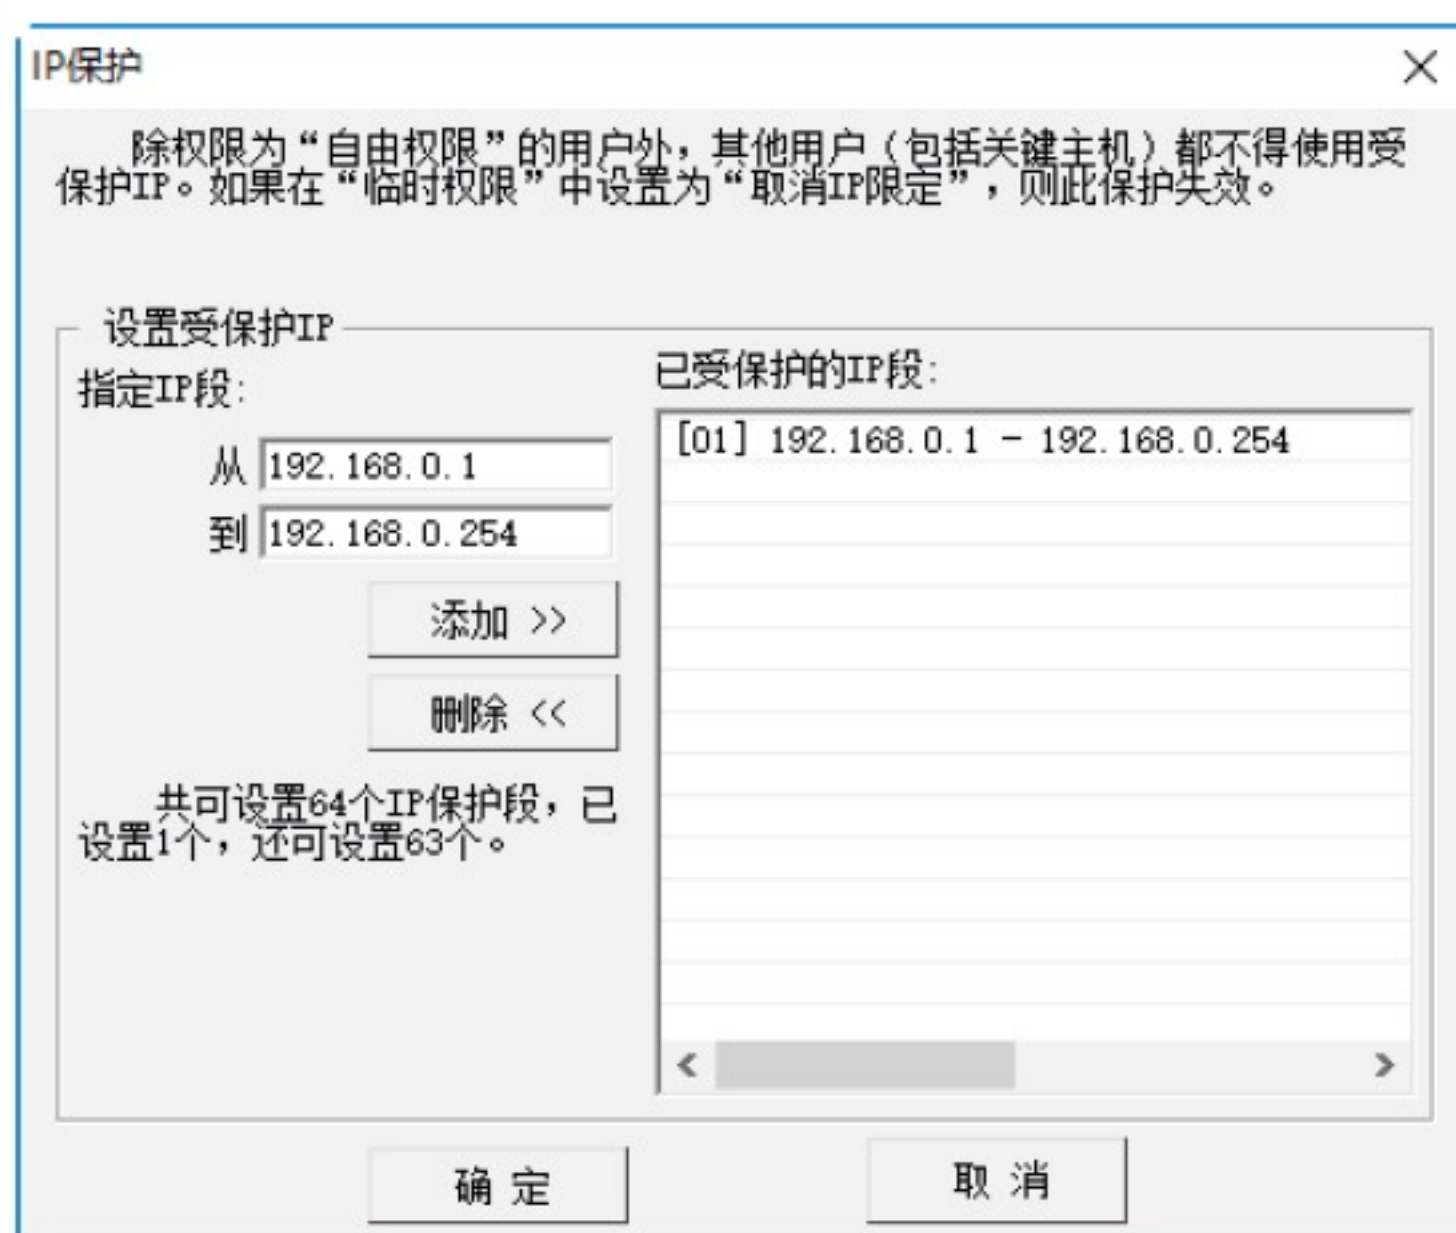 IP保护
除权限为“自由权限”的用户外，其他用户（包括关键主机）都不得使用受
保护IP。如果在“临时权限”中设置为“取消IP限定”，则此保护失效。
设置受保护IP
指定IP段:
已受保护的IP段:
从 192.168.0.1
[01] 192.168.0.1 - 192.168.0.254
到 192.168.0.254
添加 >>
删除 <<
共可设置64个IP保护段，已
设置1个，还可设置63个。
确 定
取 消